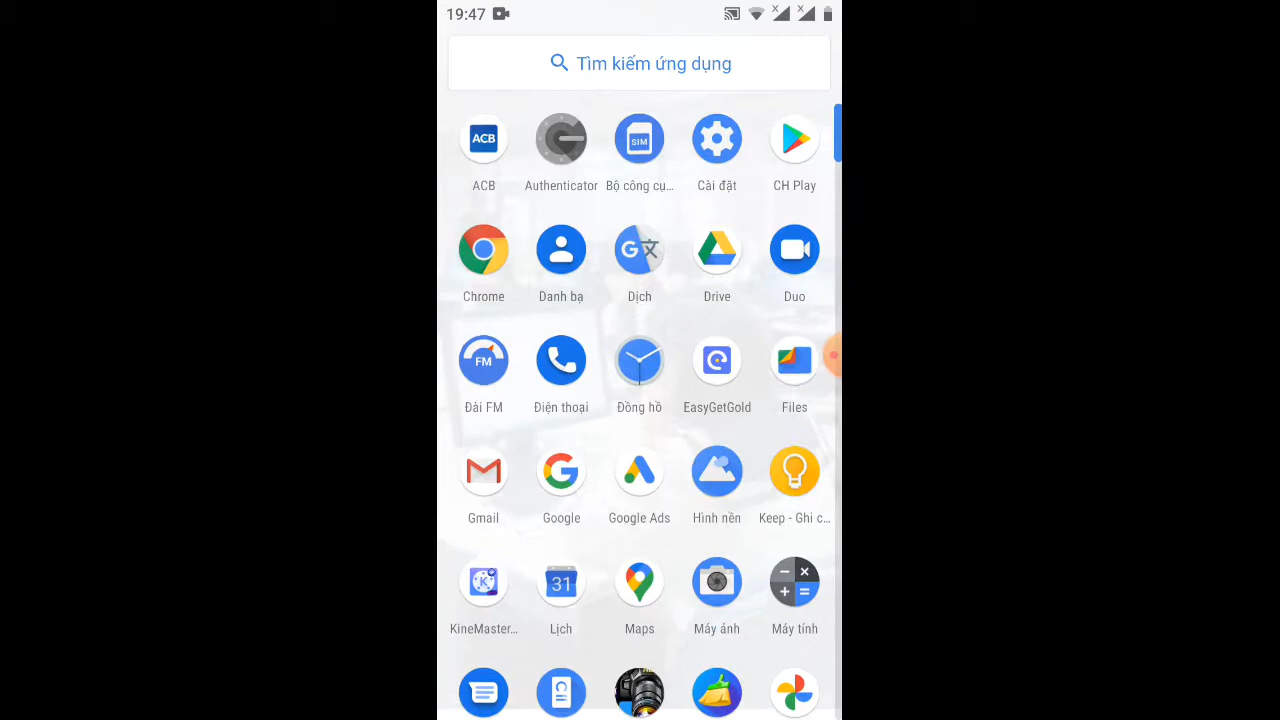 19:47
Tìm kiếm ứng dụng
ACB
SIM
ACB Authenticator Bộ công cụ... Cài đặt CH Play
G文
Chrome Danh bạ Dịch Drive Duo
FM
Đài FM Điện thoại Đồng hồ EasyGetGold Files
Gmail Google Google Ads Hình nền Keep - Ghi c...
K
31
KineMaster... Lịch Maps Máy ảnh Máy tính